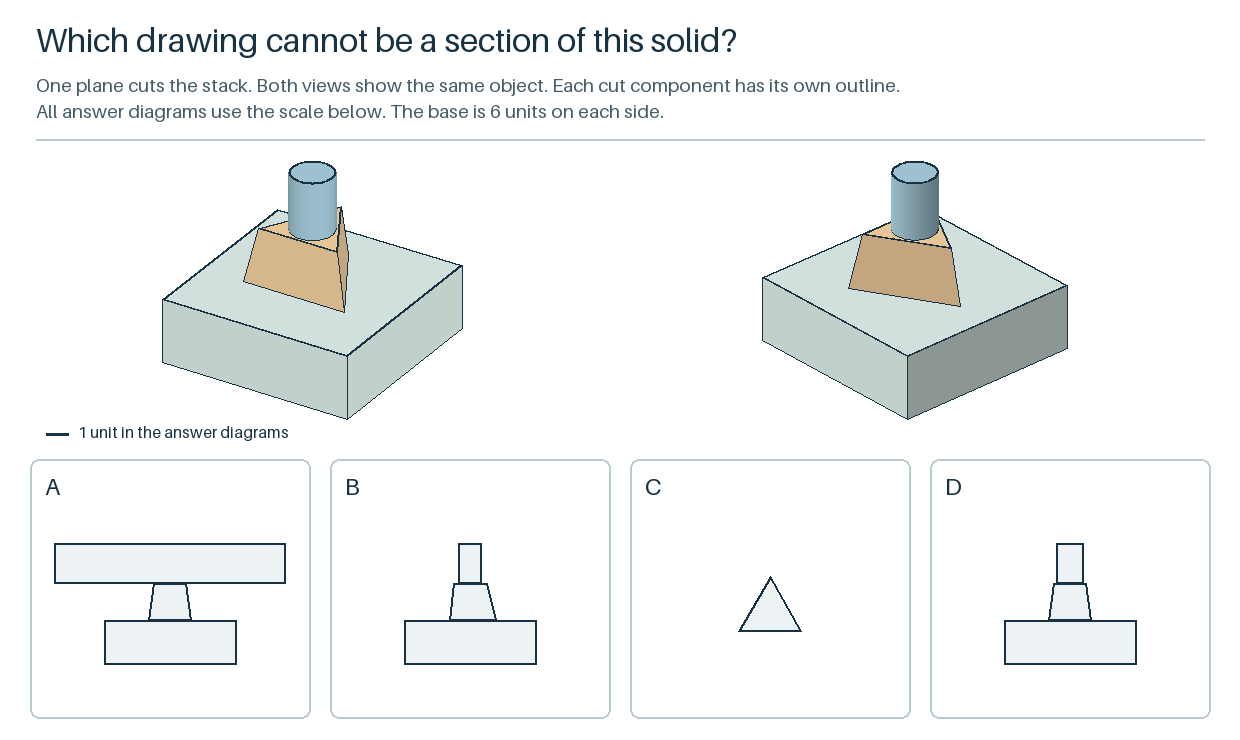 Which drawing cannot be a section of this solid?
One plane cuts the stack. Both views show the same object. Each cut component has its own outline.
All answer diagrams use the scale below. The base is 6 units on each side.
1 unit in the answer diagrams
A
B
C
D